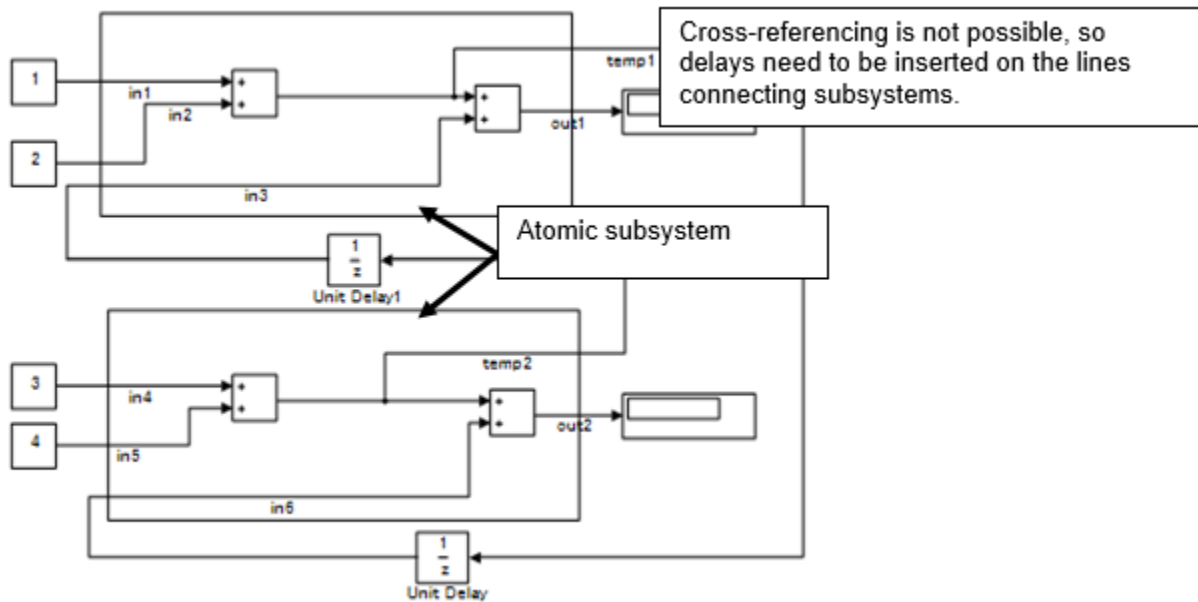 Cross-referencing is not possible, so
delays need to be inserted on the lines
connecting subsystems.
temp1
1
in1
+
+
in2
+
+
out1
2
in3
Atomic subsystem
1
z
Unit Delay1
temp2
3
in4
+
+
4
in5
+
+
out2
in6
1
z
Unit Delay